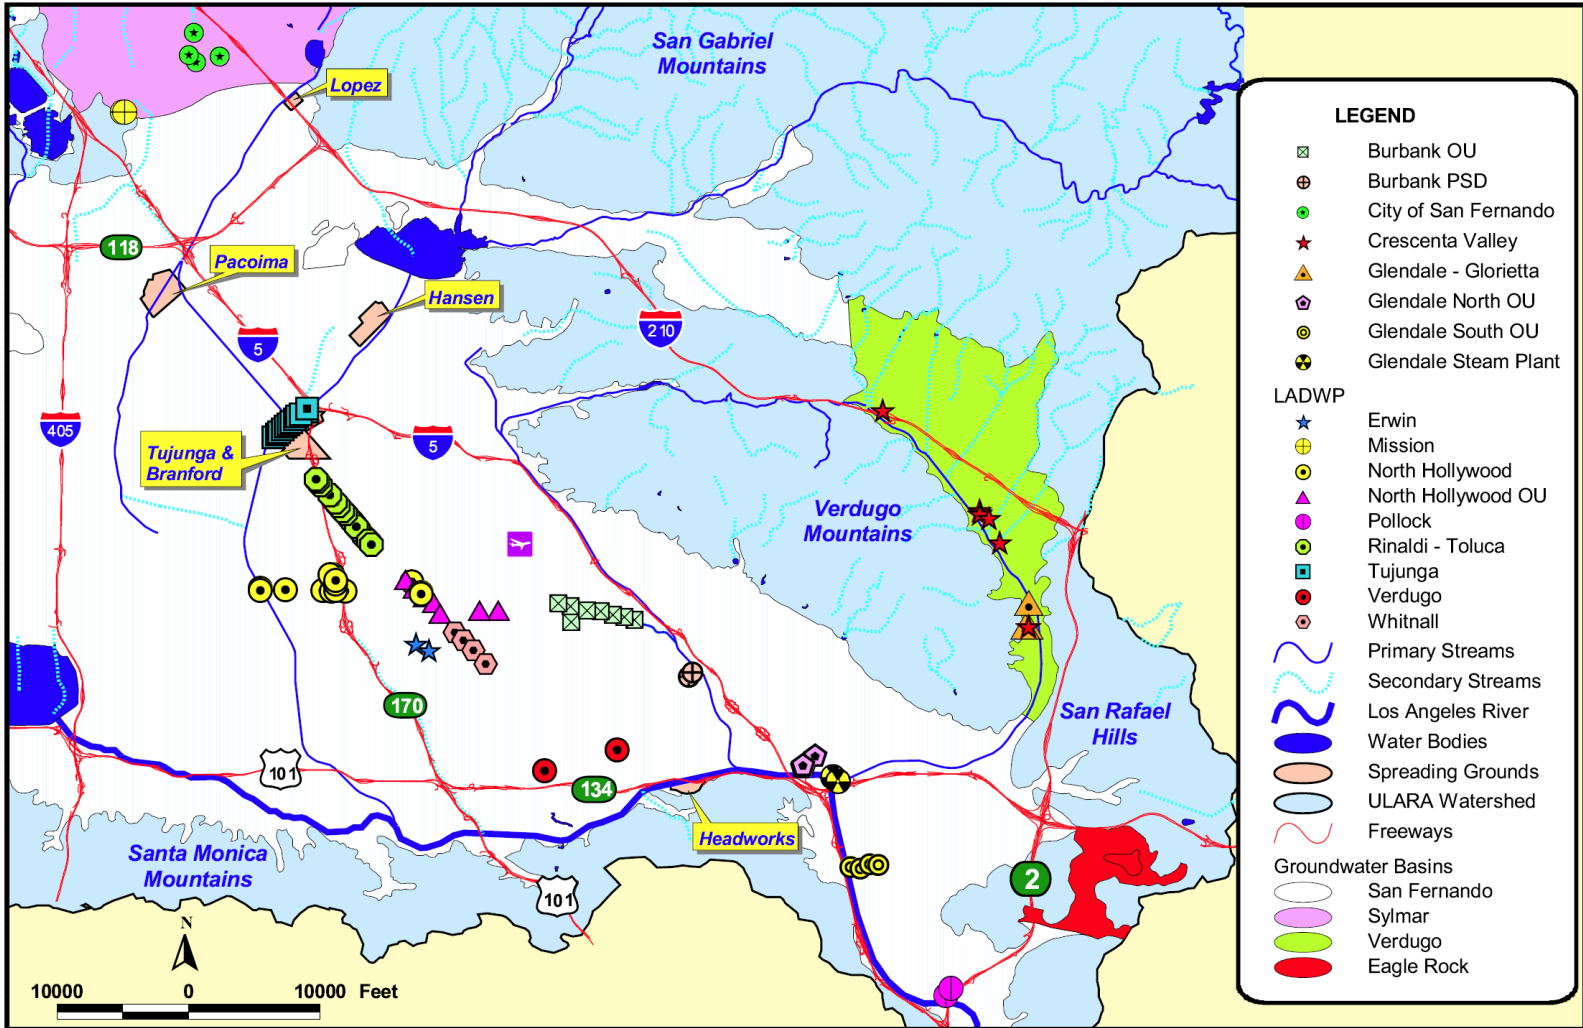 San Gabriel
Mountains
Lopez
118
Pacoima
Hansen
5
210
405
5
Tujunga &
Branford
Verdugo
Mountains
170
San Rafael
Hills
101
134
Headworks
Santa Monica
Mountains
101
2
N
10000 0 10000 Feet
LEGEND
Burbank OU
Burbank PSD
City of San Fernando
Crescenta Valley
Glendale - Glorietta
Glendale North OU
Glendale South OU
Glendale Steam Plant
LADWP
Erwin
Mission
North Hollywood
North Hollywood OU
Pollock
Rinaldi - Toluca
Tujunga
Verdugo
Whitnall
Primary Streams
Secondary Streams
Los Angeles River
Water Bodies
Spreading Grounds
ULARA Watershed
Freeways
Groundwater Basins
San Fernando
Sylmar
Verdugo
Eagle Rock